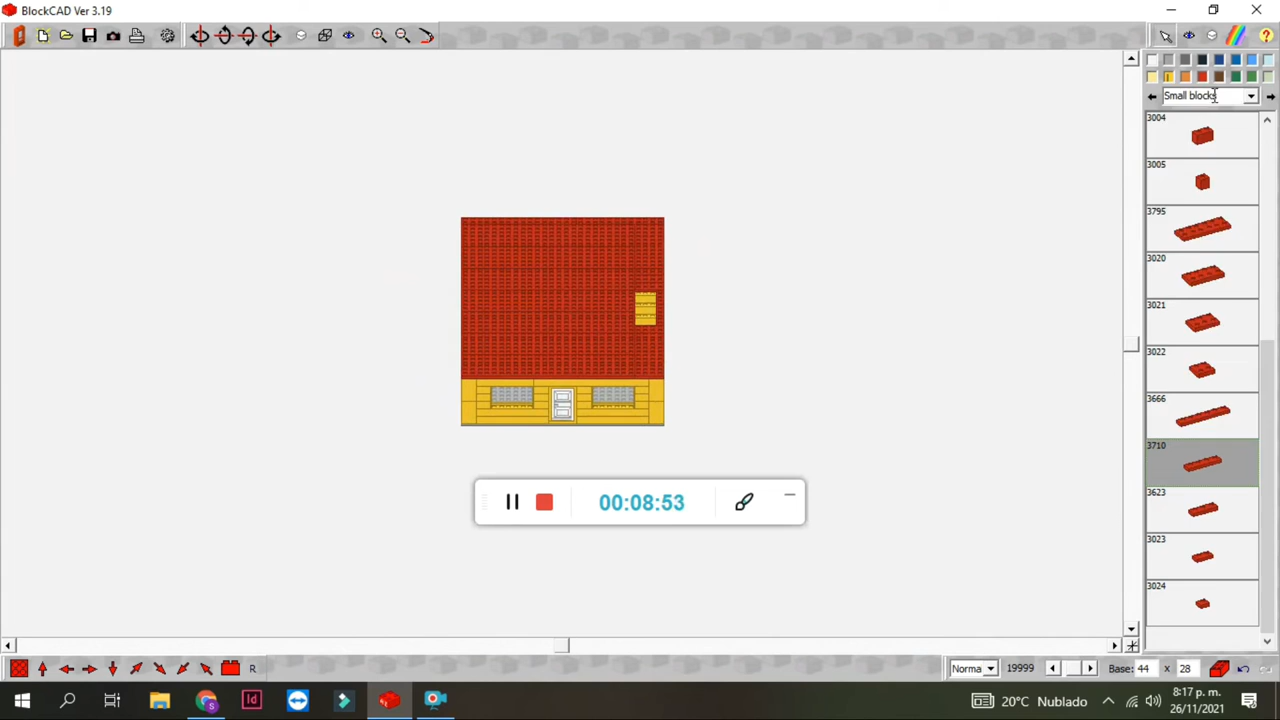 BlockCAD Ver 3.19
Small blocks
3004
3005
3795
3020
3021
3022
3666
3710
3623
3023
3024
00:08:53
R
Norma
19999
Base: 44 x 28
Id
20°C Nublado
8:17 p. m.
26/11/2021